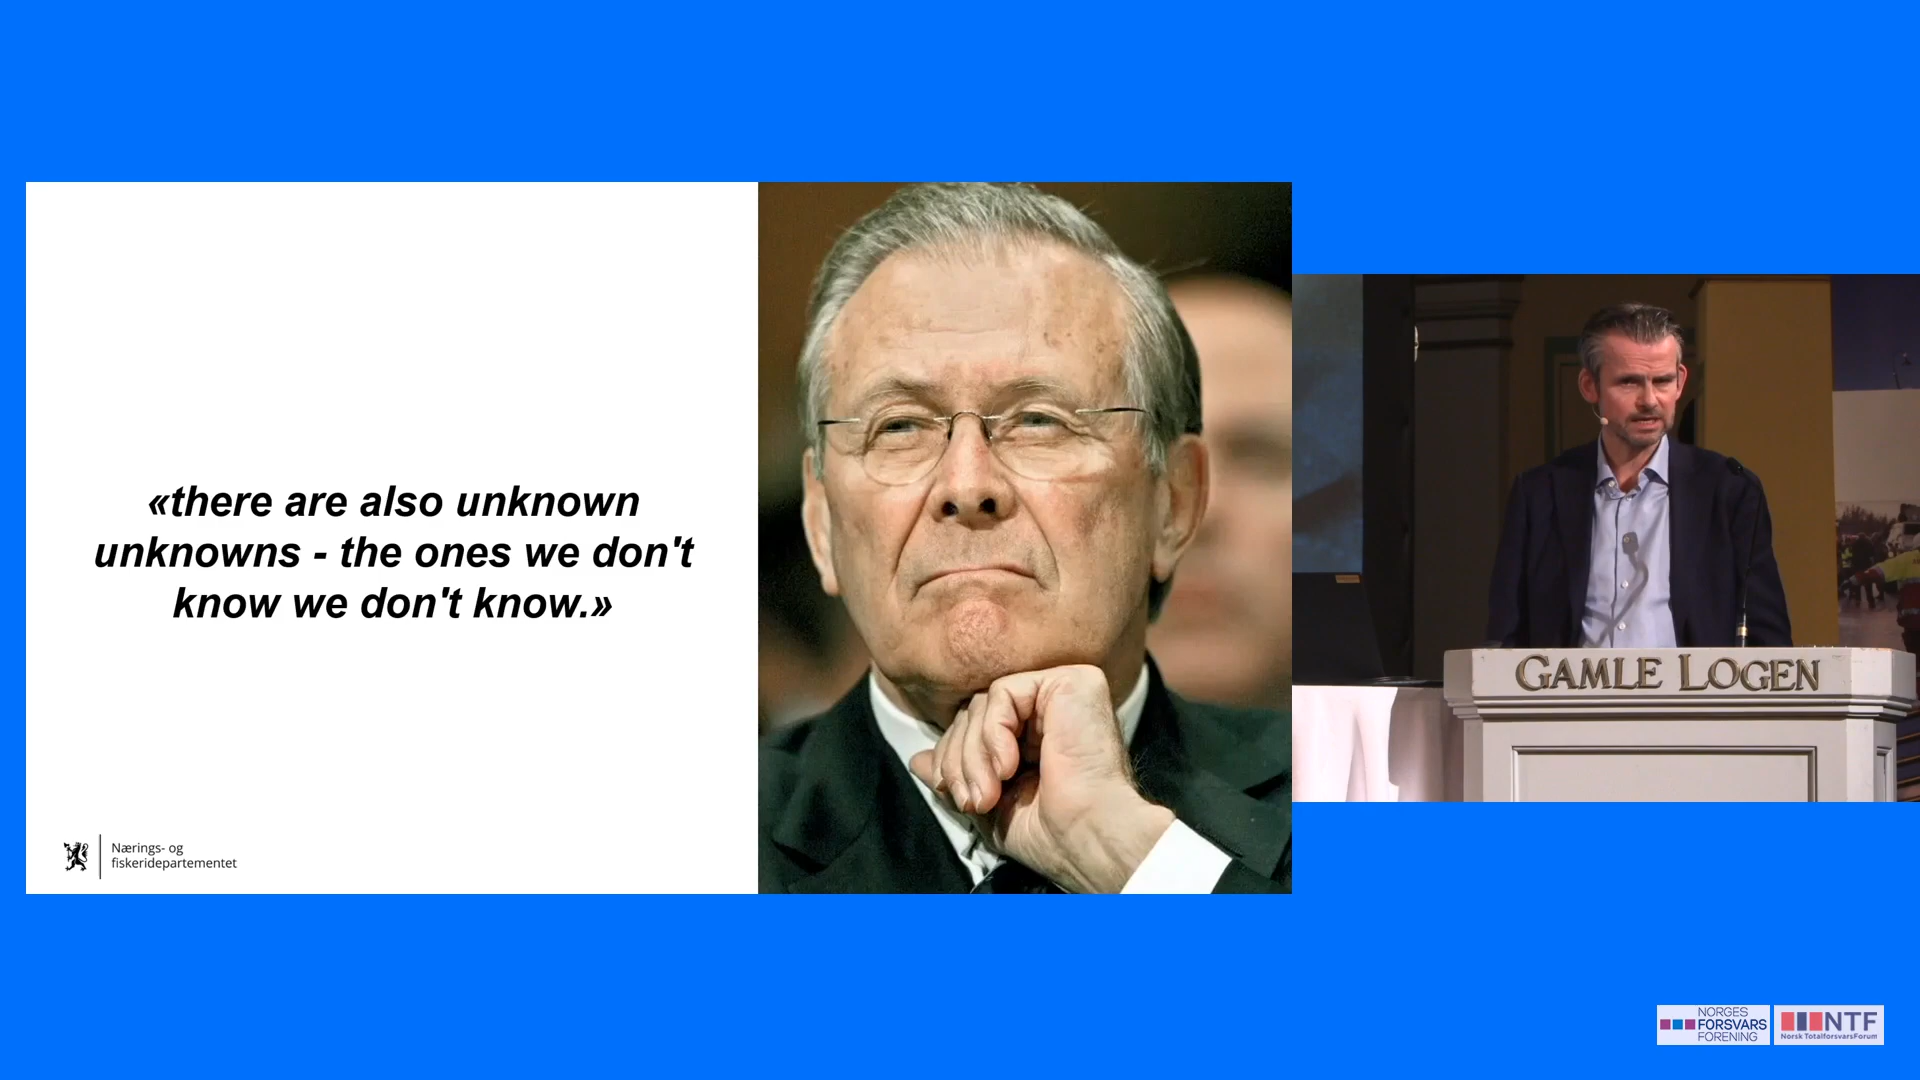 «there are also unknown
unknowns - the ones we don't
know we don't know.»
Nærings- og
fiskeridepartementet
GAMLE LOGEN
NORGES
FORSVARS
FORENING
NTF
Norsk TotalforsvarsForum